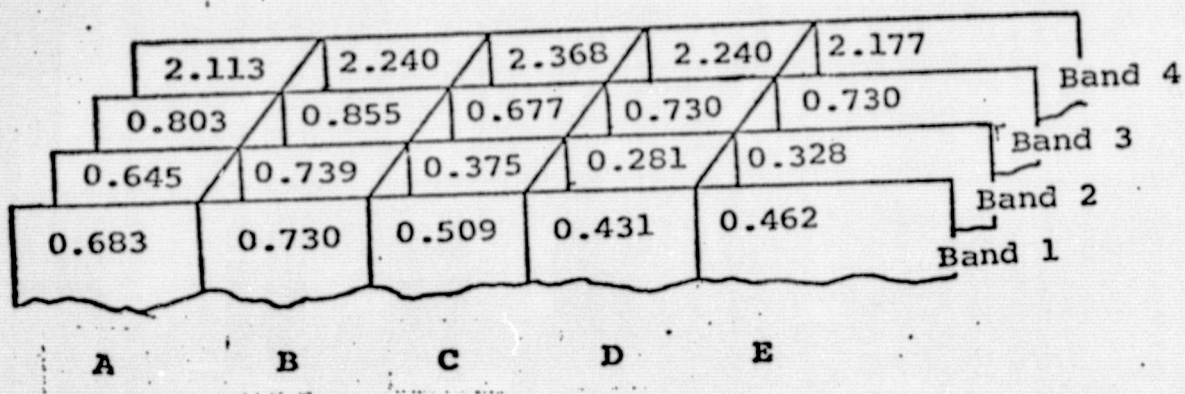 2.113 2.240 2.368 2.240 2.177
Band 4
0.803 0.855 0.677 0.730 0.730
Band 3
0.645 0.739 0.375 0.281 0.328
Band 2
0.683 0.730 0.509 0.431 0.462
Band 1
A B C D E